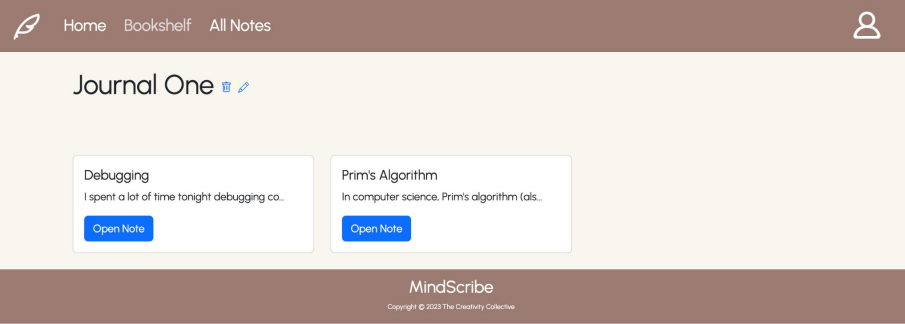 Home Bookshelf All Notes
Journal One
Debugging
I spent a lot of time tonight debugging co...
Open Note
Prim's Algorithm
In computer science, Prim's algorithm (als...
Open Note
MindScribe
Copyright @ 2023 The Creativity Collective